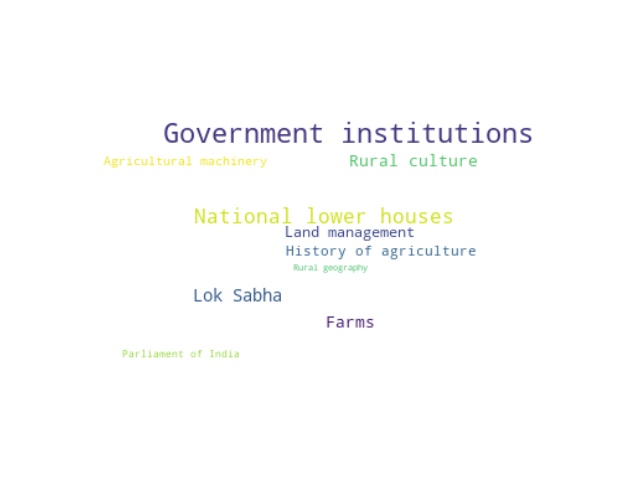 Government institutions
Agricultural machinery
Rural culture
National lower houses
Land management
History of agriculture
Rural geography
Lok Sabha
Farms
Parliament of India